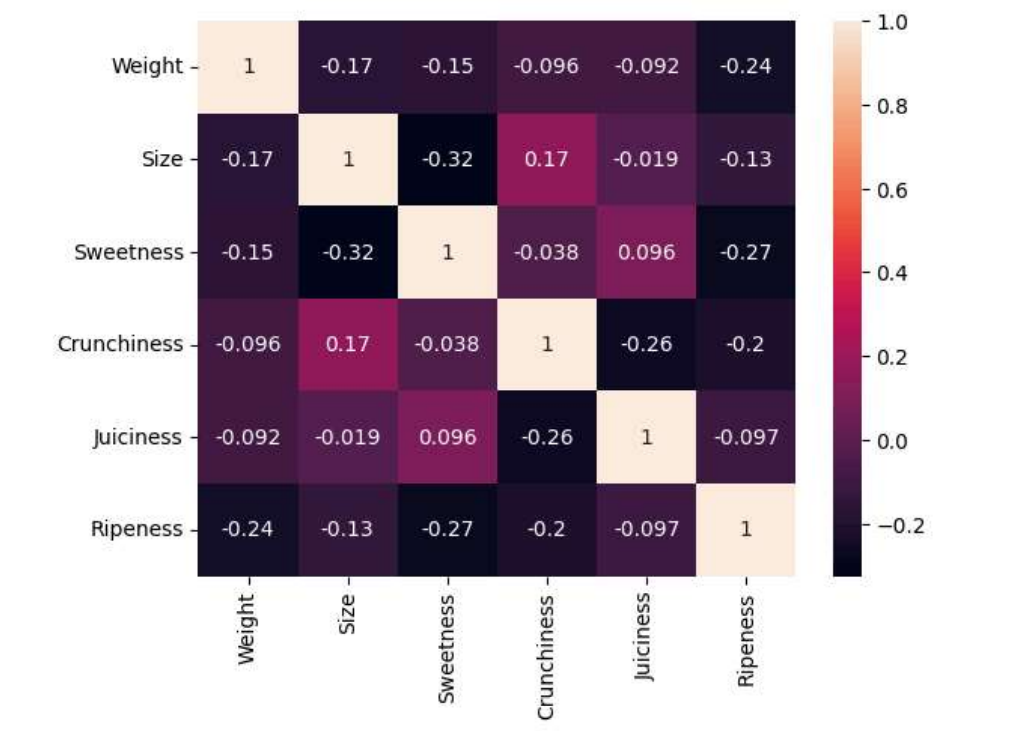 1.0
Weight 1 -0.17 -0.15 -0.096 -0.092 -0.24
0.8
Size -0.17 1 -0.32 0.17 -0.019 -0.13
0.6
Sweetness -0.15 -0.32 1 -0.038 0.096 -0.27
0.4
Crunchiness -0.096 0.17 -0.038 1 -0.26 -0.2
0.2
Juiciness -0.092 -0.019 0.096 -0.26 1 -0.097
0.0
Ripeness -0.24 -0.13 -0.27 -0.2 -0.097 1
−0.2
Weight
Size
Sweetness
Crunchiness
Juiciness
Ripeness